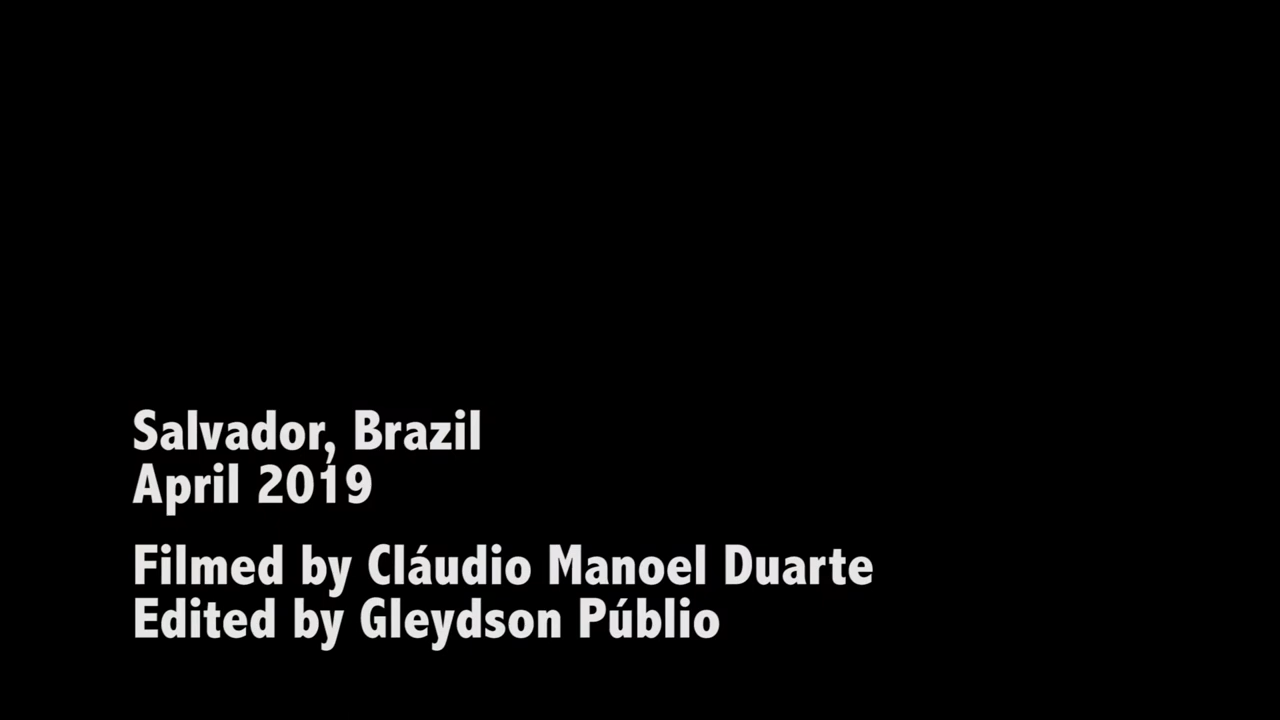 Salvador, Brazil
April 2019
Filmed by Cláudio Manoel Duarte
Edited by Gleydson Públio